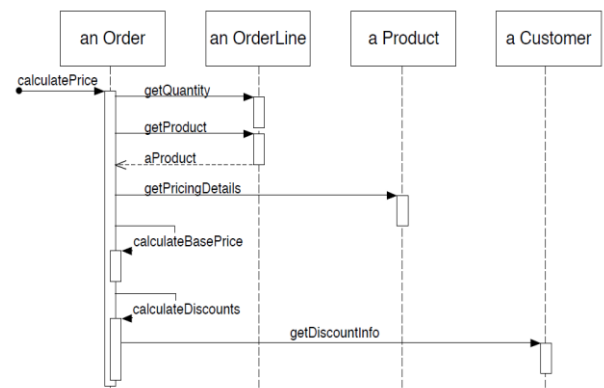 an Order
an OrderLine
a Product
a Customer
calculatePrice
getQuantity
getProduct
aProduct
getPricingDetails
calculateBasePrice
calculateDiscounts
getDiscountInfo